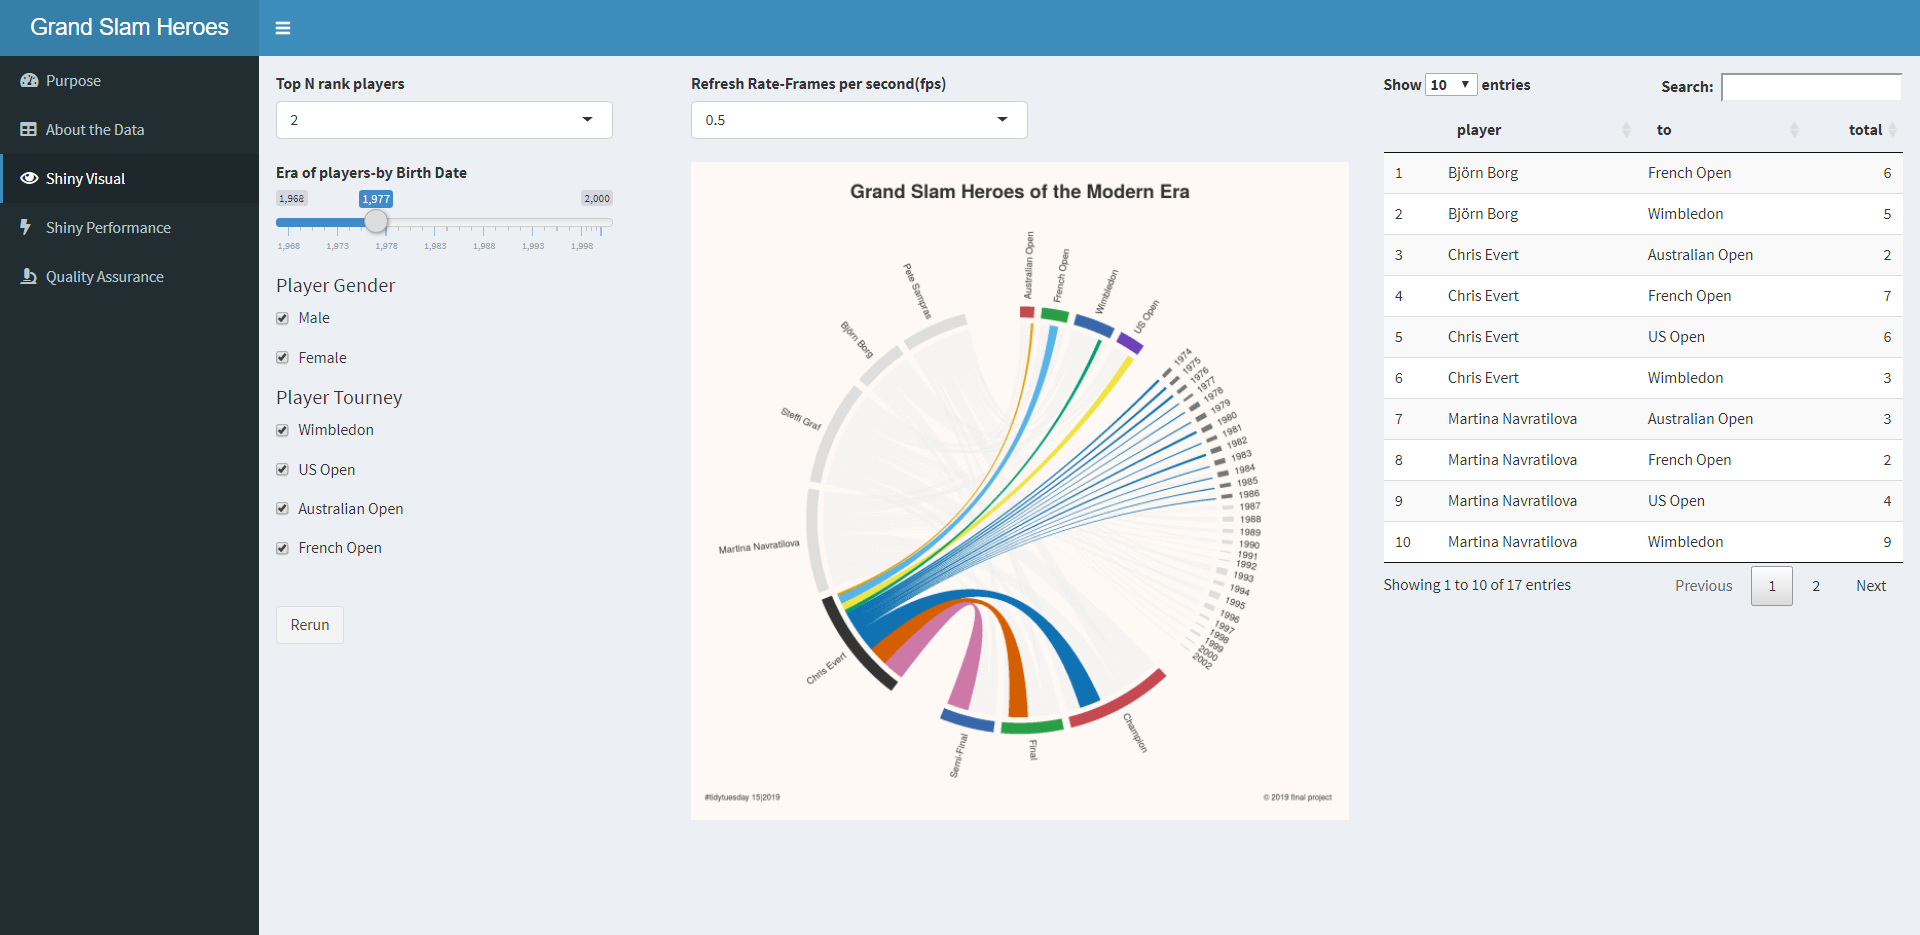 Grand Slam Heroes
Purpose
About the Data
Shiny Visual
Shiny Performance
Quality Assurance
Top N rank players
2
Era of players-by Birth Date
1,968 1,977 2,000
1,968 1,973 1,978 1,983 1,988 1,993 1,998
Player Gender
Male
Female
Player Tourney
Wimbledon
US Open
Australian Open
French Open
Rerun
Refresh Rate-Frames per second(fps)
0.5
Grand Slam Heroes of the Modern Era
Australian Open
French Open
Wimbledon
US Open
1974
1975
1976
1977
1978
1979
1980
1981
1982
1983
1984
1985
1986
1987
1988
1989
1990
1991
1992
1993
1994
1995
1996
1997
1998
1999
2000
2002
Champion
Final
Semi-Final
Chris Evert
Martina Navratilova
Steffi Graf
Björn Borg
Pete Sampras
#tidytuesday 15|2019
© 2019 final project
Show 10 entries
Search:
player to total
1 Björn Borg French Open 6
2 Björn Borg Wimbledon 5
3 Chris Evert Australian Open 2
4 Chris Evert French Open 7
5 Chris Evert US Open 6
6 Chris Evert Wimbledon 3
7 Martina Navratilova Australian Open 3
8 Martina Navratilova French Open 2
9 Martina Navratilova US Open 4
10 Martina Navratilova Wimbledon 9
Showing 1 to 10 of 17 entries
Previous 1 2 Next